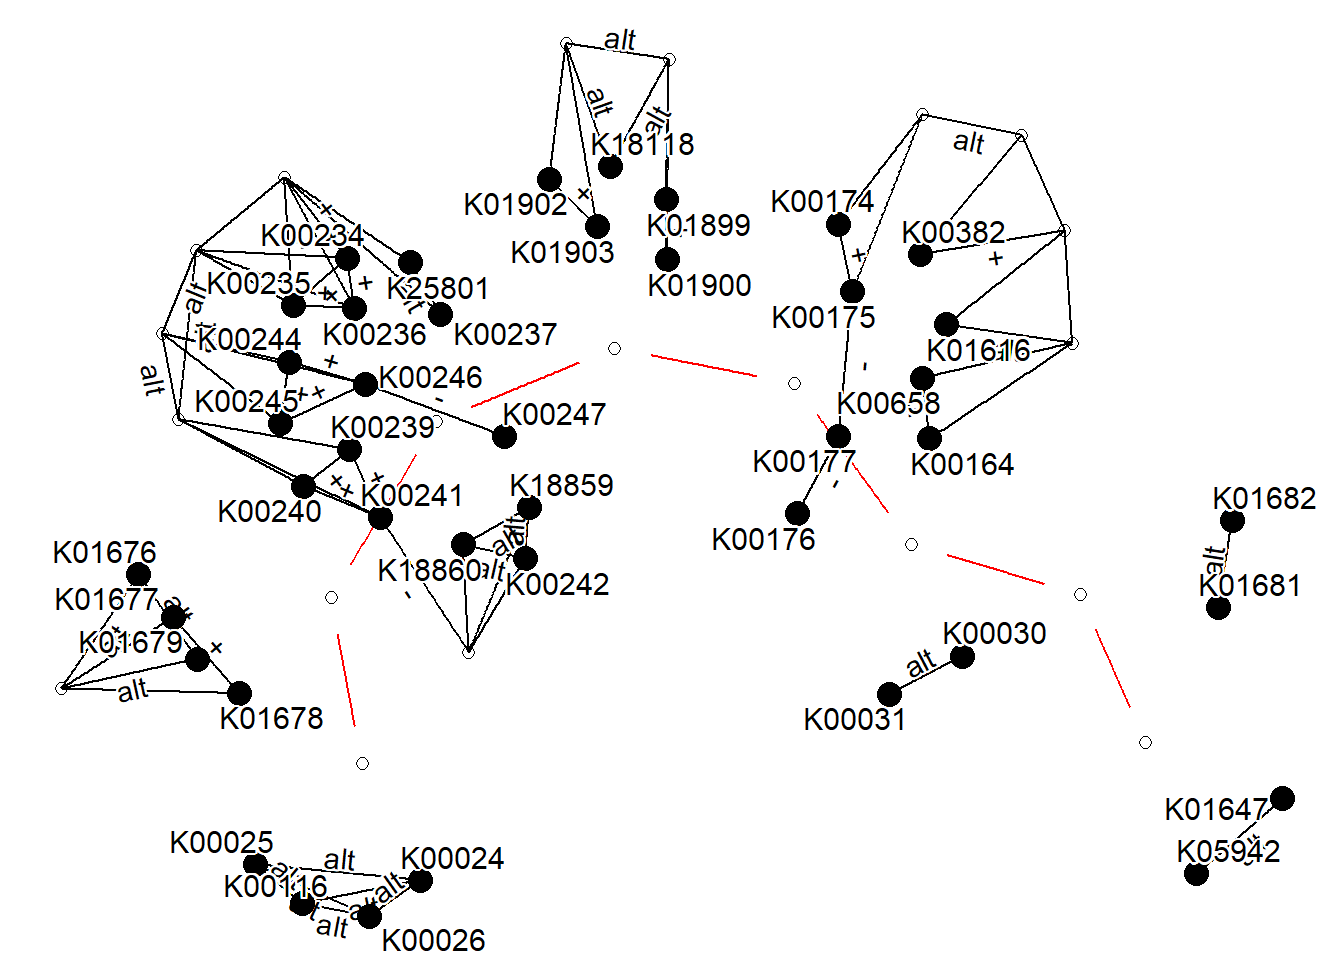 alt
alt
alt
K18118
K01902
+
K01903
K01899
K01900
alt
K00174
K00382
+
+
K00175
K01616
-
K00658
K00177
K00164
-
K00176
+
K00234
K00235
+
+
K25801
K00236
K00237
alt
K00244
+
K00246
alt
+
+
K00245
-
K00247
K00239
+
+
+
K00241
K00240
K18859
alt
K18860
alt
K00242
-
K01676
K01677
K01679
+
alt
K01678
K01682
alt
K01681
K00030
alt
K00031
K01647
K05942
K00025
alt
K00024
K00116
alt
alt
K00026